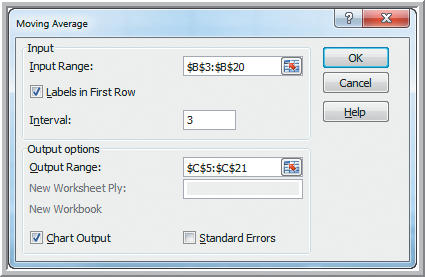 Moving Average
?
Input
Input Range: $B$3:$B$20
Labels in First Row
Interval: 3
OK
Cancel
Help
Output options
Output Range: $C$5:$C$21
New Worksheet Ply:
New Workbook
Chart Output Standard Errors